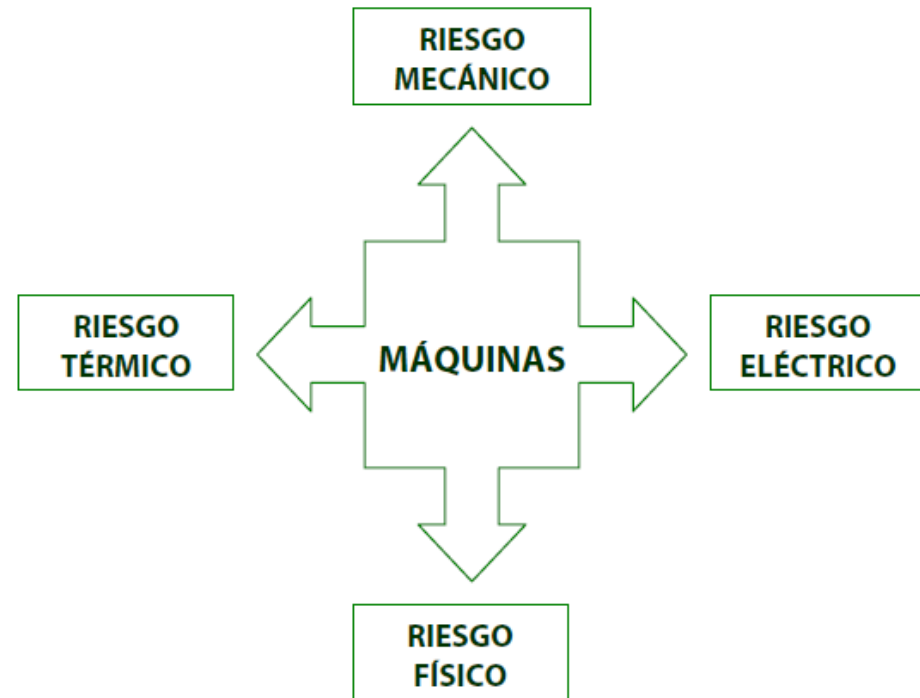 RIESGO
MECÁNICO
RIESGO
TÉRMICO
MÁQUINAS
RIESGO
ELÉCTRICO
RIESGO
FÍSICO